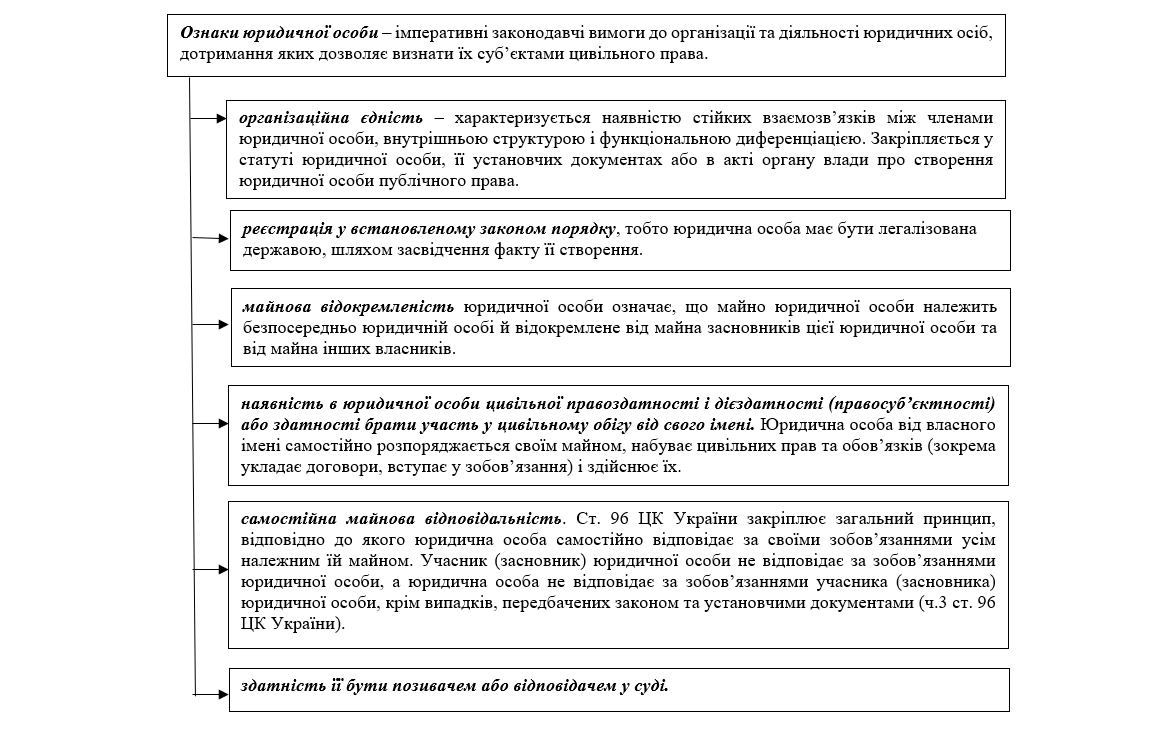 Ознаки юридичної особи – імперативні законодавчі вимоги до організації та діяльності юридичних осіб,
дотримання яких дозволяє визнати їх суб’єктами цивільного права.
організаційна єдність – характеризується наявністю стійких взаємозв’язків між членами
юридичної особи, внутрішньою структурою і функціональною диференціацією. Закріпляється у
статуті юридичної особи, її установчих документах або в акті органу влади про створення
юридичної особи публічного права.
реєстрація у встановленому законом порядку, тобто юридична особа має бути легалізована
державою, шляхом засвідчення факту її створення.
майнова відокремленість юридичної особи означає, що майно юридичної особи належить
безпосередньо юридичній особі й відокремлене від майна засновників цієї юридичної особи та
від майна інших власників.
наявність в юридичної особи цивільної правоздатності і дієздатності (правосуб’єктності)
або здатності брати участь у цивільному обігу від свого імені. Юридична особа від власного
імені самостійно розпоряджається своїм майном, набуває цивільних прав та обов’язків (зокрема
укладає договори, вступає у зобов’язання) і здійснює їх.
самостійна майнова відповідальність. Ст. 96 ЦК України закріплює загальний принцип,
відповідно до якого юридична особа самостійно відповідає за своїми зобов’язаннями усім
належним їй майном. Учасник (засновник) юридичної особи не відповідає за зобов’язаннями
юридичної особи, а юридична особа не відповідає за зобов’язаннями учасника (засновника)
юридичної особи, крім випадків, передбачених законом та установчими документами (ч.3 ст. 96
ЦК України).
здатність її бути позивачем або відповідачем у суді.